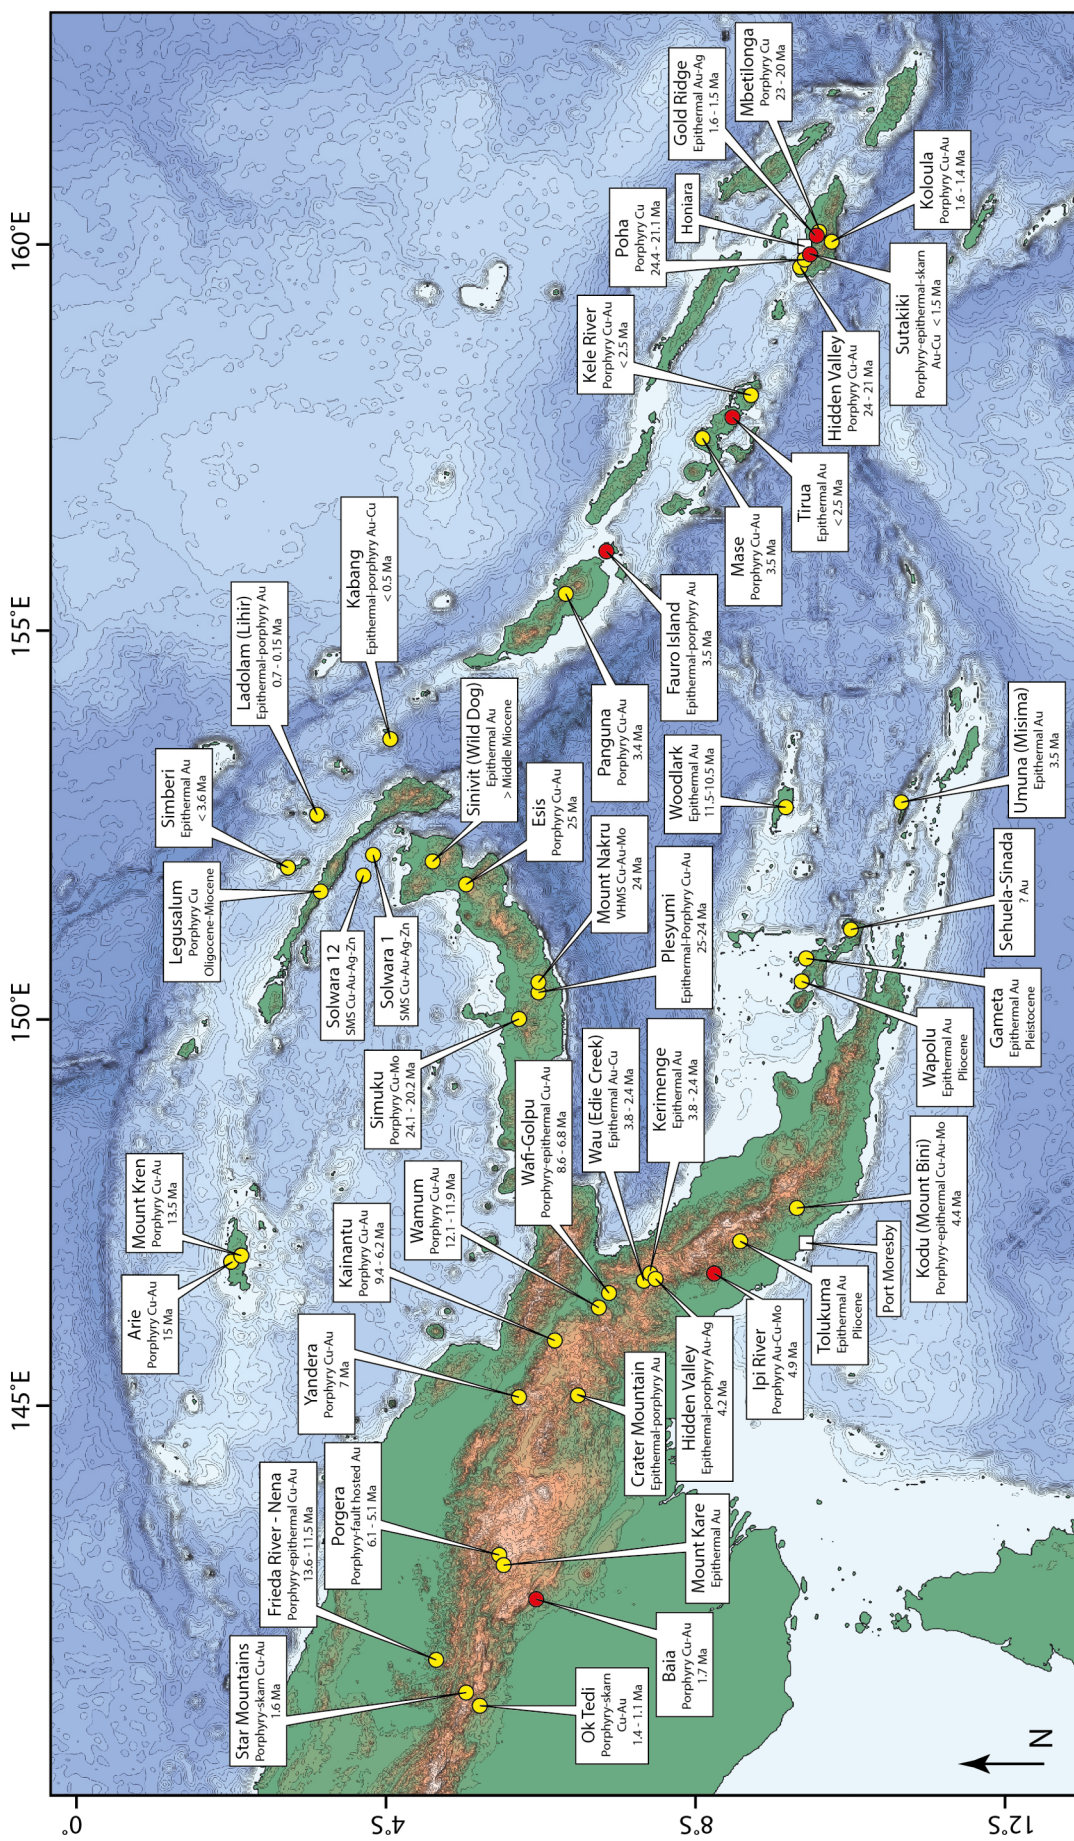 145°E
150°E
155°E
160°E
0°
4°S
8°S
12°S
N
Star Mountains
Porphyry-skarn Cu-Au
1.6 Ma
Frieda River - Nena
Porphyry-epithermal Cu-Au
13.6 - 11.5 Ma
Porgera
Porphyry-fault hosted Au
6.1 - 5.1 Ma
Yandera
Porphyry Cu-Au
7 Ma
Arie
Porphyry Cu-Au
15 Ma
Mount Kren
Porphyry Cu-Au
13.5 Ma
Kainantu
Porphyry Cu-Au
9.4 - 6.2 Ma
Wamum
Porphyry Cu-Au
12.1 - 11.9 Ma
Simuku
Porphyry Cu-Mo
24.1 - 20.2 Ma
Wafi-Golpu
Porphyry-epithermal Cu-Au
8.6 - 6.8 Ma
Wau (Edie Creek)
Epithermal Au-Cu
3.8 - 2.4 Ma
Kerimenge
Epithermal Au
3.8 - 2.4 Ma
Legusalum
Porphyry Cu
Oligocene-Miocene
Simberi
Epithermal Au
< 3.6 Ma
Ladolam (Lihir)
Epithermal-porphyry Au
0.7 - 0.15 Ma
Kabang
Epithermal-porphyry Au-Cu
< 0.5 Ma
Solwara 12
SMS Cu-Au-Ag-Zn
Solwara 1
SMS Cu-Au-Ag-Zn
Sinivit (Wild Dog)
Epithermal Au
> Middle Miocene
Esis
Porphyry Cu-Au
25 Ma
Mount Nakru
VHMS Cu-Au-Mo
24 Ma
Plesyumi
Epithermal-Porphyry Cu-Au
25-24 Ma
Panguna
Porphyry Cu-Au
3.4 Ma
Fauro Island
Epithermal-porphyry Au
3.5 Ma
Kele River
Porphyry Cu-Au
< 2.5 Ma
Poha
Porphyry Cu
24.4 - 21.1 Ma
Honiara
Gold Ridge
Epithermal Au-Ag
1.6 - 1.5 Ma
Mbetilonga
Porphyry Cu
23 - 20 Ma
Mase
Porphyry Cu-Au
3.5 Ma
Tirua
Epithermal Au
< 2.5 Ma
Hidden Valley
Porphyry Cu-Au
24 - 21 Ma
Sutakiki
Porphyry-epithermal-skarn
Au-Cu < 1.5 Ma
Koloula
Porphyry Cu-Au
1.6 - 1.4 Ma
Ok Tedi
Porphyry-skarn
Cu-Au
1.4 - 1.1 Ma
Baia
Porphyry Cu-Au
1.7 Ma
Mount Kare
Epithermal Au
Crater Mountain
Epithermal-porphyry Au
Hidden Valley
Epithermal-porphyry Au-Ag
4.2 Ma
Ipi River
Porphyry Au-Cu-Mo
4.9 Ma
Tolukuma
Epithermal Au
Pliocene
Port Moresby
Kodu (Mount Bini)
Porphyry-epithermal Cu-Au-Mo
4.4 Ma
Woodlark
Epithermal Au
11.5-10.5 Ma
Wapolu
Epithermal Au
Pliocene
Gameta
Epithermal Au
Pleistocene
Sehuela-Sinada
? Au
Umuna (Misima)
Epithermal Au
3.5 Ma